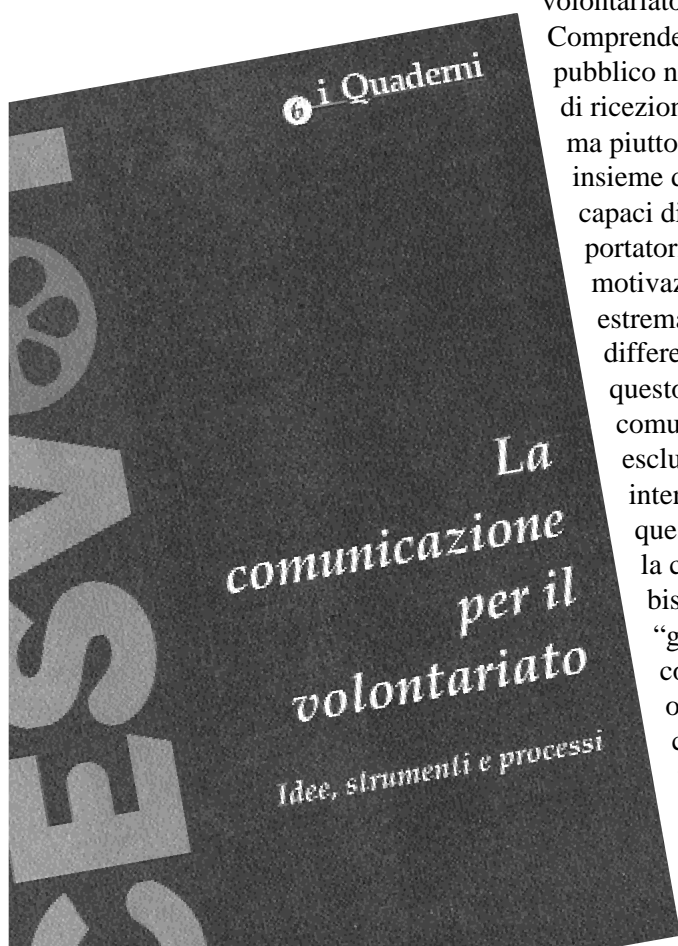 6 i Quaderni
CESVOT
La
comunicazione
per il
volontariato
Idee, strumenti e processi
volontariato
Comprende
pubblico n
di ricezion
ma piutto
insieme d
capaci di
portator
motivaz
estrema
differe
questo
comu
esclu
inter
que
la c
bis
“g
co
o
c